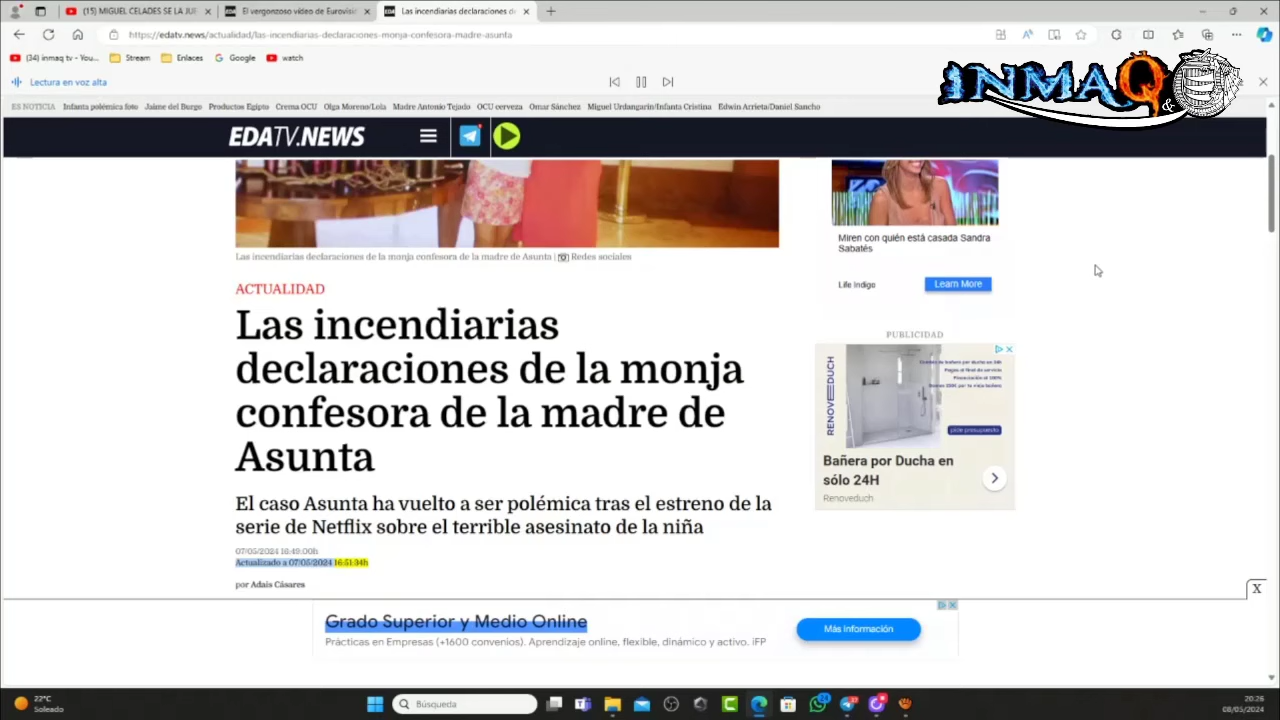 (15) MIGUEL CELADES SE LA JUE
El vergonzoso vídeo de Eurovisi
Las incendiarias declaraciones d
https://edatv.news/actualidad/las-incendiarias-declaraciones-monja-confesora-madre-asunta
(34) inmaq tv - You...
Stream
Enlaces
Google
watch
Lectura en voz alta
INMAQ&
ES NOTICIA Infanta polémica foto Jaime del Burgo Productos Egipto Crema OCU Olga Moreno/Lola Madre Antonio Tejado OCU cerveza Omar Sánchez Miguel Urdangarin/Infanta Cristina Edwin Arrieta/Daniel Sancho
EDATV.NEWS
Las incendiarias declaraciones de la monja confesora de la madre de Asunta | Redes sociales
Miren con quién está casada Sandra
Sabatés
Life Indigo
Learn More
ACTUALIDAD
Las incendiarias
declaraciones de la monja
confesora de la madre de
Asunta
El caso Asunta ha vuelto a ser polémica tras el estreno de la
serie de Netflix sobre el terrible asesinato de la niña
07/05/2024 16:49:00h
Actualizado a 07/05/2024 16:51:34h
por Adais Cásares
PUBLICIDAD
RENOVEDUCH
pide presupuesto
Bañera por Ducha en
sólo 24H
Renoveduch
X
Grado Superior y Medio Online
Prácticas en Empresas (+1600 convenios). Aprendizaje online, flexible, dinámico y activo. iFP
Más información
22°C
Soleado
Búsqueda
20:26
08/05/2024